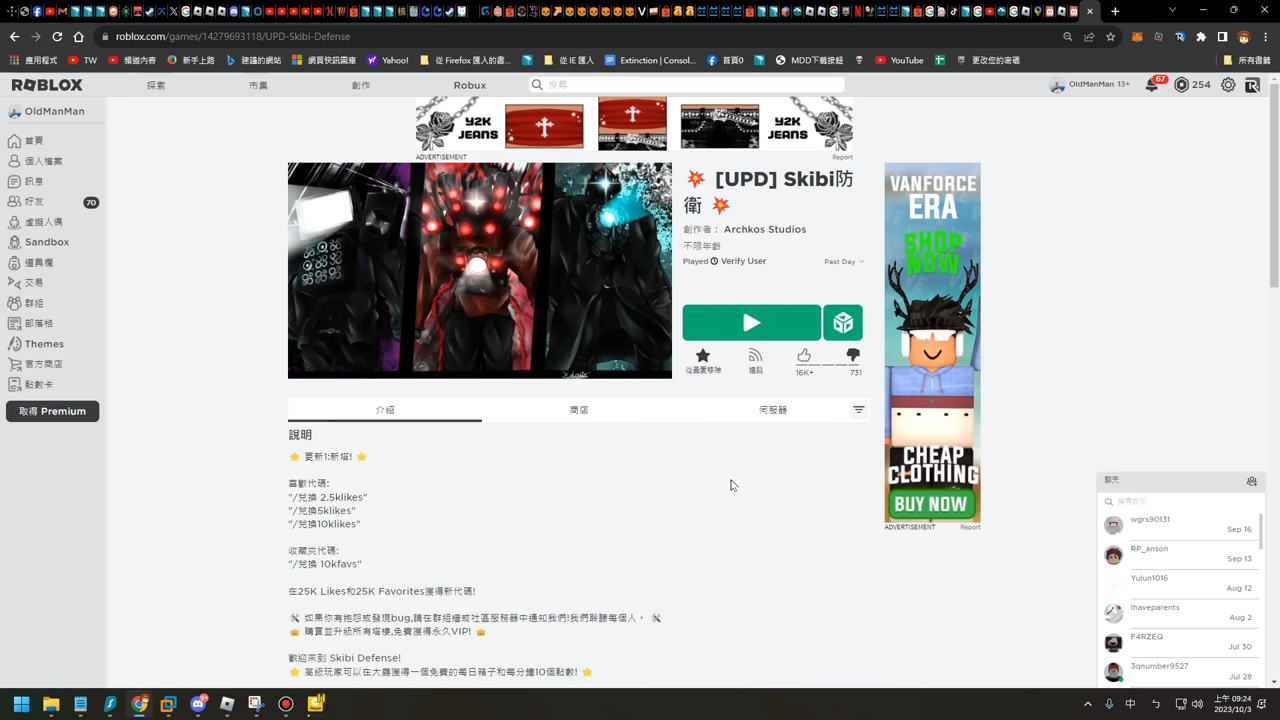 roblox.com/games/14279693118/UPD-Skibi-Defense
應用程式
TW
頻道內容
新手上路
建議的網站
網頁快訊圖庫
Yahoo!
從 Firefox 匯入的書...
從 IE 匯入
Extinction | Consol...
首頁0
MDD下載按鈕
YouTube
更改您的密碼
所有書籤
ROBLOX
探索
市集
創作
Robux
搜尋
OldManMan 13+
67
254
OldManMan
首頁
個人檔案
訊息
好友
70
虛擬人偶
Sandbox
道具欄
交易
群組
部落格
Themes
官方商店
點數卡
取得 Premium
Y2K
JEANS
Y2K
JEANS
ADVERTISEMENT
Report
💥 [UPD] Skibi防
衛 💥
創作者： Archkos Studios
不限年齡
Played Verify User
Past Day
從最愛移除
追蹤
16K+
731
介紹
商店
伺服器
說明
⭐ 更新1:新塔! ⭐
喜歡代碼:
"/兌換 2.5klikes"
"/兌換5klikes"
"/兌換10klikes"
收藏夾代碼:
"/兌換 10kfavs"
在25K Likes和25K Favorites獲得新代碼!
🛠 如果你有抱怨或發現bug,請在群組牆或社區服務器中通知我們!我們聆聽每個人。 🛠
👑 購買並升級所有塔樓,免費獲得永久VIP! 👑
歡迎來到 Skibi Defense!
⭐ 高級玩家可以在大廳獲得一個免費的每日箱子和每分鐘10個點數! ⭐
VANFORCE
ERA
SHOP
NOW
CHEAP
CLOTHING
BUY NOW
ADVERTISEMENT
Report
聊天
搜尋好友
wgrs90131
Sep 16
RP_anson
Sep 13
Yulun1016
Aug 12
Ihaveparents
Aug 2
F4RZEQ
Jul 30
3qnumber9527
Jul 28
中
上午 09:24
2023/10/3